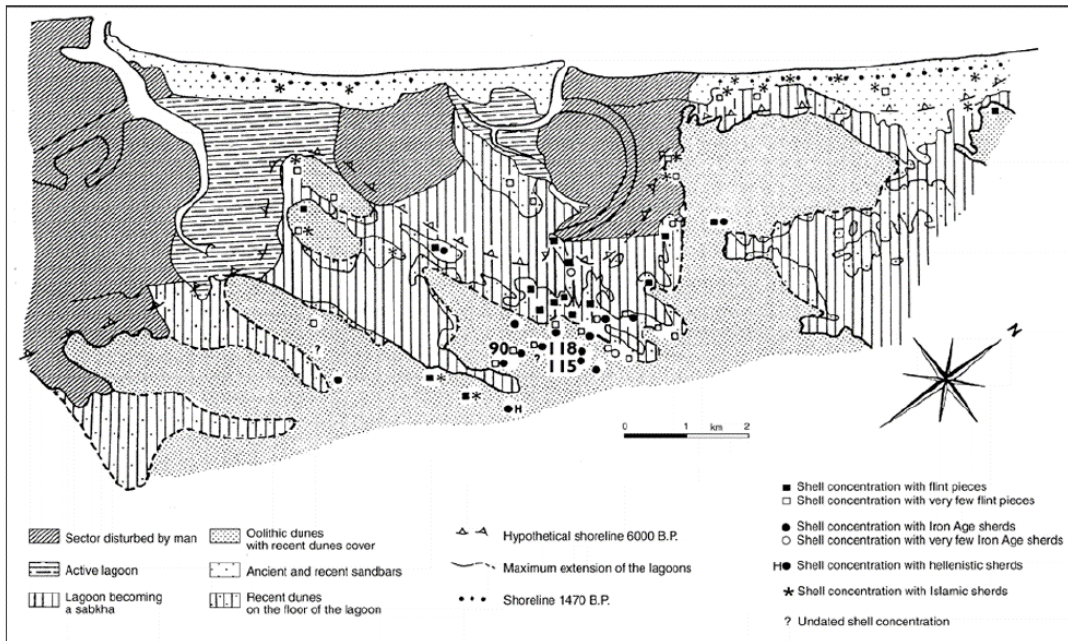 N
?
90
118
?
115
H
0 1 km 2
Sector disturbed by man
Active lagoon
Lagoon becoming
a sabkha
Oolithic dunes
with recent dunes cover
Ancient and recent sandbars
Recent dunes
on the floor of the lagoon
Hypothetical shoreline 6000 B.P.
Maximum extension of the lagoons
Shoreline 1470 B.P.
Shell concentration with flint pieces
Shell concentration with very few flint pieces
Shell concentration with Iron Age sherds
Shell concentration with very few Iron Age sherds
H Shell concentration with hellenistic sherds
Shell concentration with Islamic sherds
? Undated shell concentration